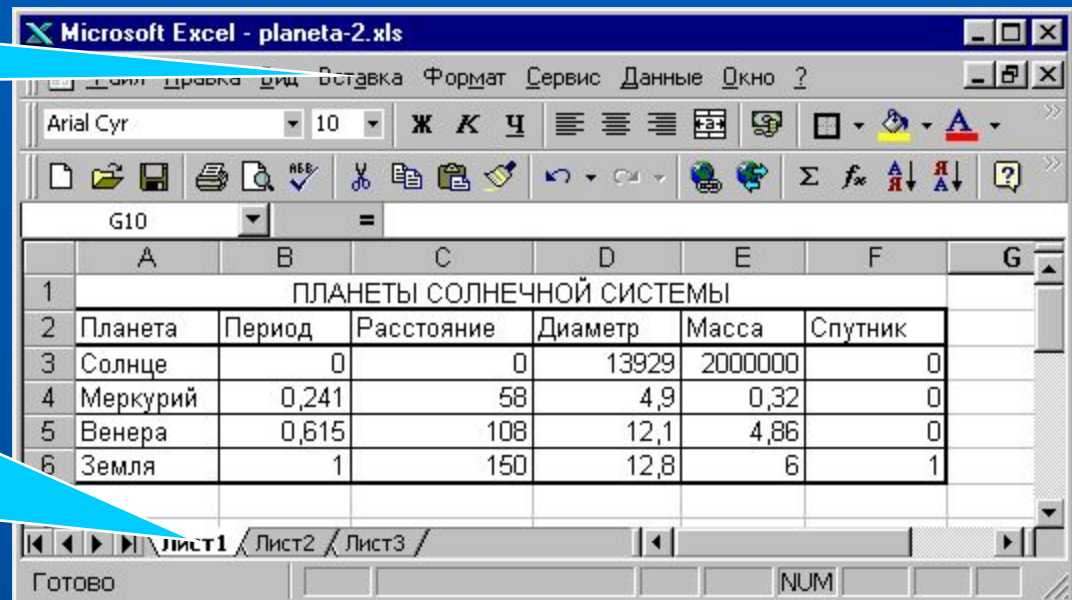 Microsoft Excel - planeta-2.xls
Вид Вставка Формат Сервис Данные Окно ?
Arial Cyr 10 Ж К Ч
G10 =
A B C D E F G
1 ПЛАНЕТЫ СОЛНЕЧНОЙ СИСТЕМЫ
2 Планета Период Расстояние Диаметр Масса Спутник
3 Солнце 0 0 13929 2000000 0
4 Меркурий 0,241 58 4,9 0,32 0
5 Венера 0,615 108 12,1 4,86 0
6 Земля 1 150 12,8 6 1
Лист1 Лист2 Лист3
Готово NUM